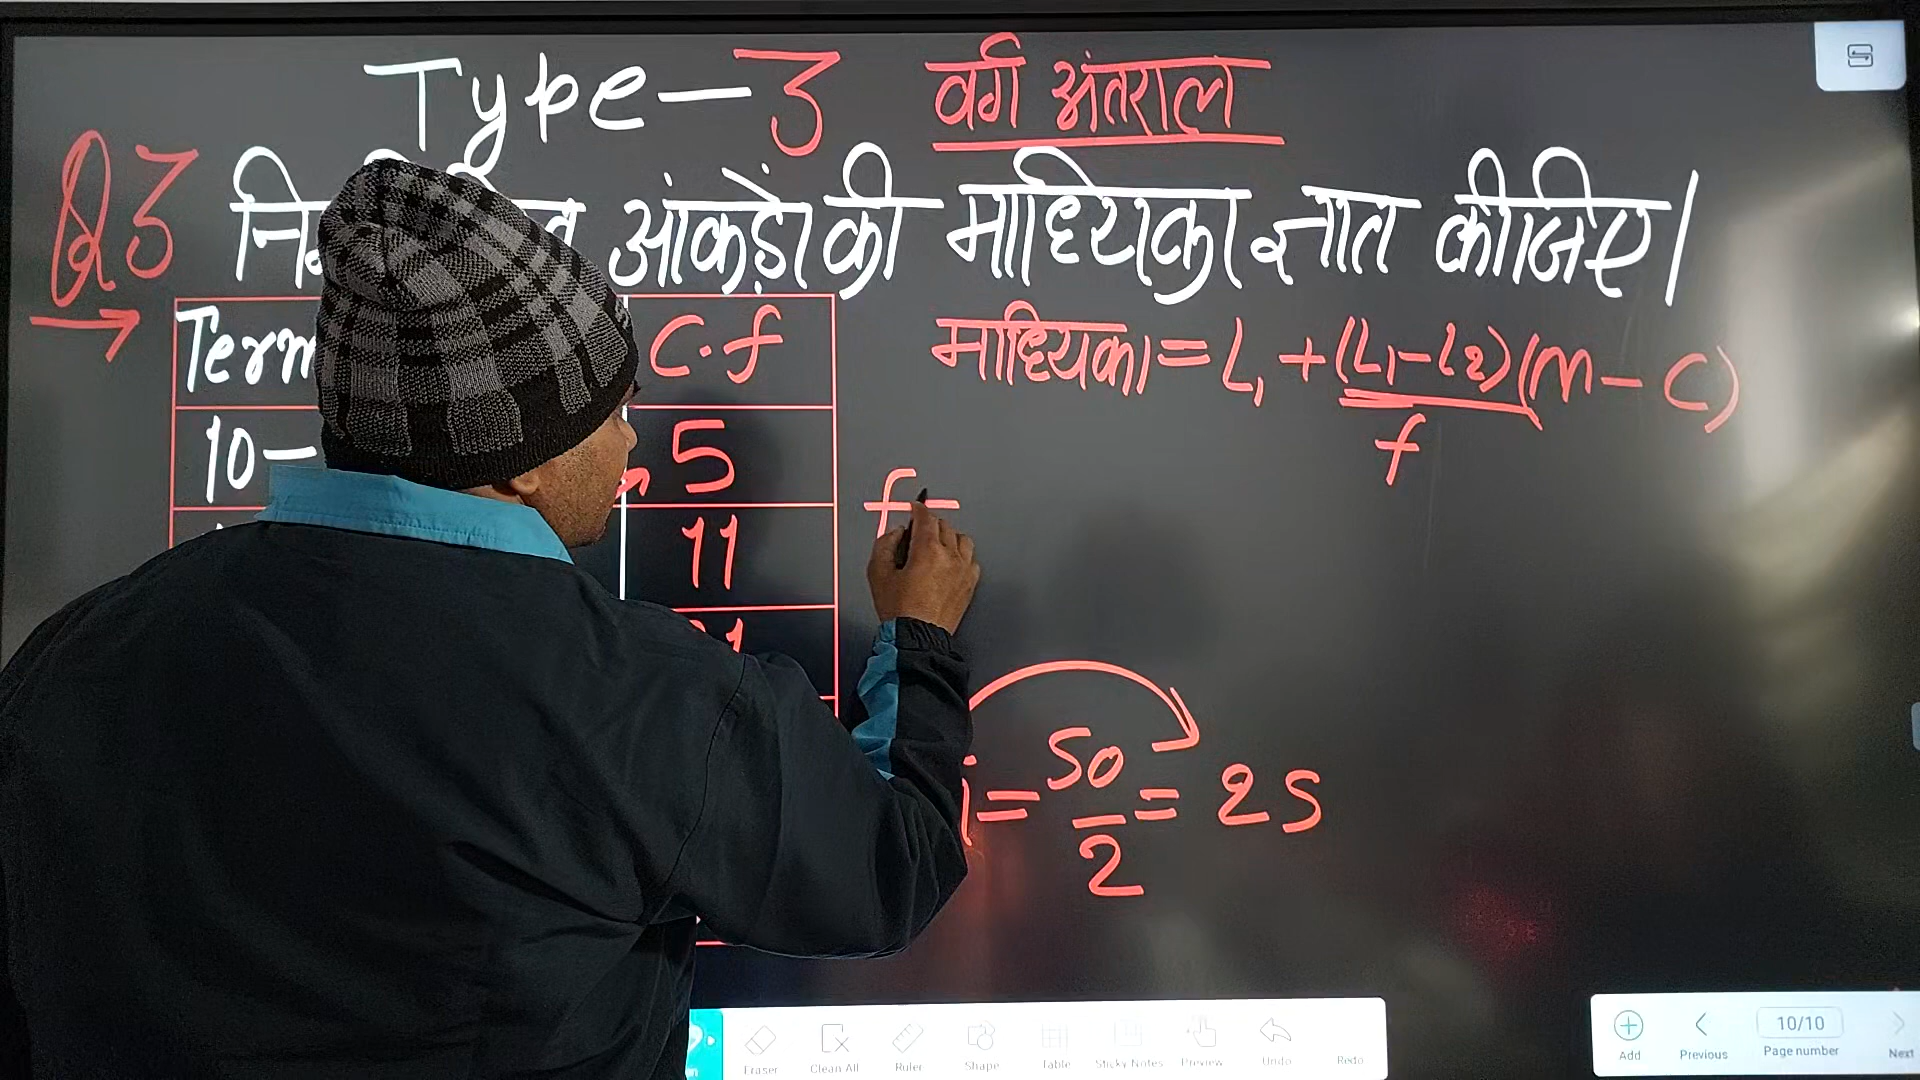 Type-3 वर्ग अंतराल
Q3 आंकड़ें की माध्यिका ज्ञात कीजिए।
Term C.f
माध्यिका = L1 + (L1-L2)(m-C)
f
10- 5
f-
11
50
= = 25
2
Eraser Clean All Ruler Shape Table Sticky Notes Preview Undo Redo
Add Previous 10/10 Page number Next